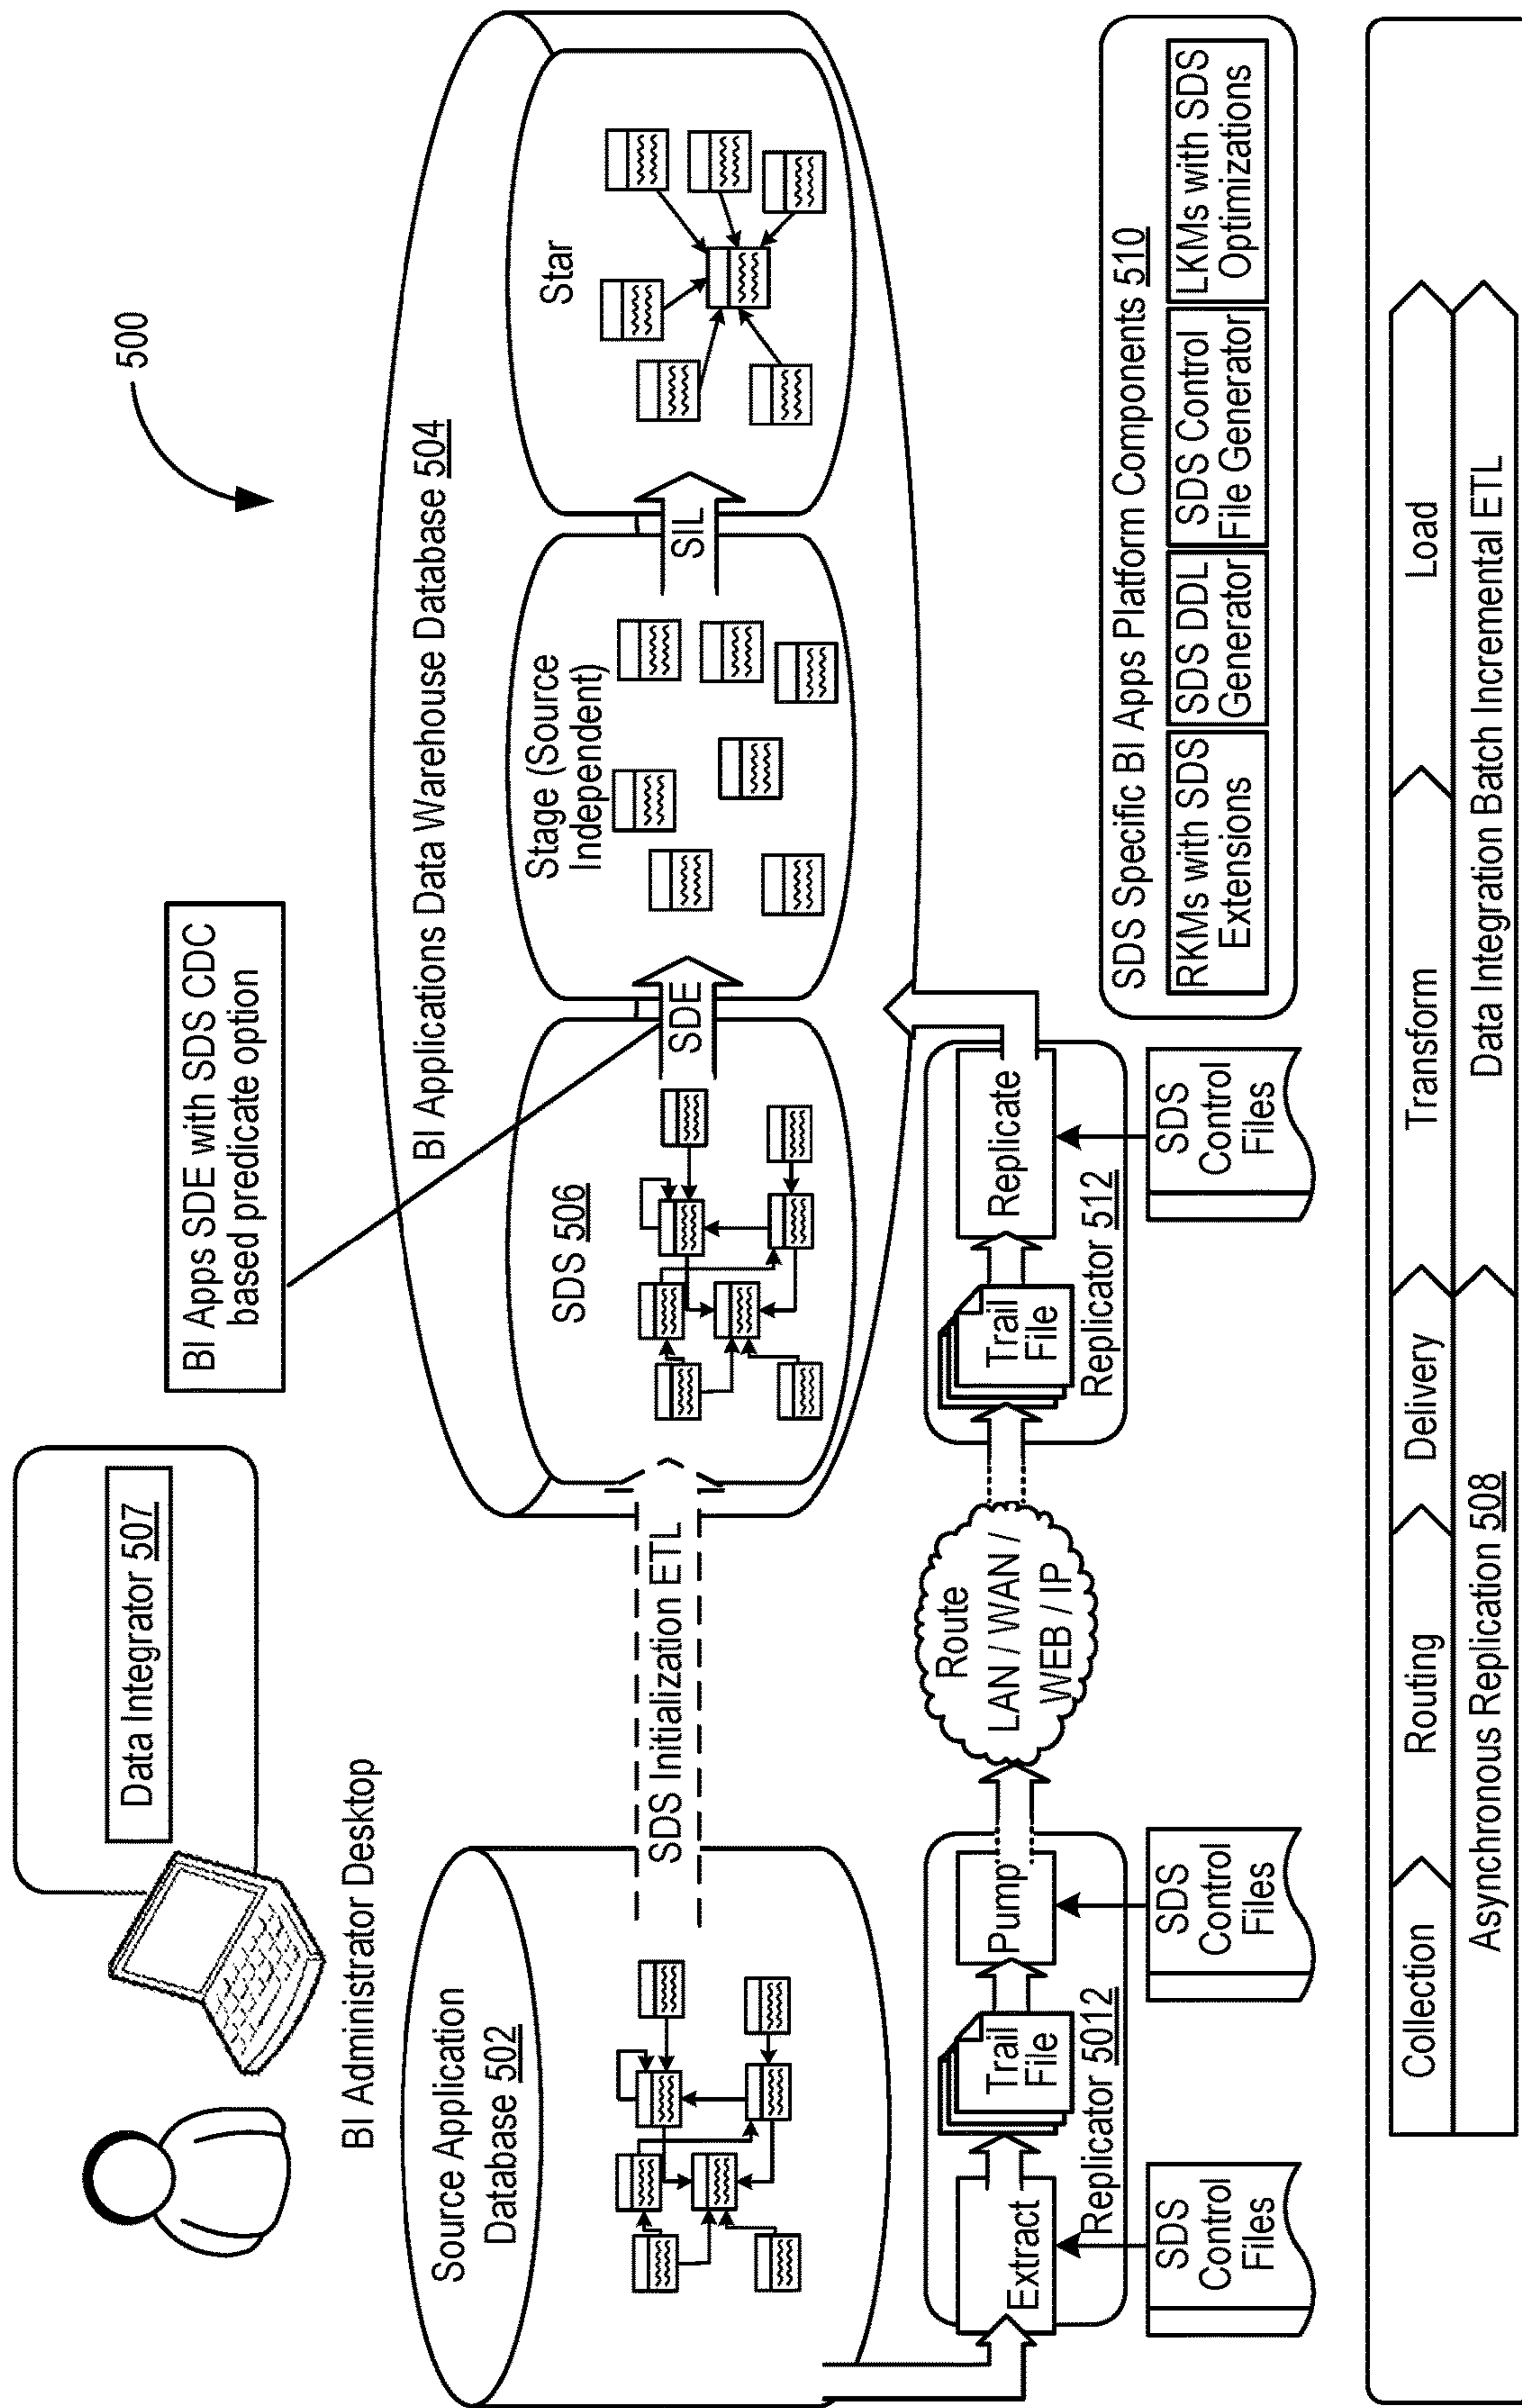 500
Data Integrator 507
BI Administrator Desktop
BI Apps SDE with SDS CDC
based predicate option
Source Application
Database 502
SDS Initialization ETL
BI Applications Data Warehouse Database 504
SDS 506
SDE
Stage (Source
Independent)
SIL
Star
Extract
Trail
File
Pump
Replicator 5012
Route
LAN / WAN /
WEB / IP
Trail
File
Replicate
Replicator 512
SDS
Control
Files
SDS
Control
Files
SDS
Control
Files
SDS Specific BI Apps Platform Components 510
RKMs with SDS
Extensions
SDS DDL
Generator
SDS Control
File Generator
LKMs with SDS
Optimizations
Collection
Routing
Delivery
Transform
Load
Asynchronous Replication 508
Data Integration Batch Incremental ETL